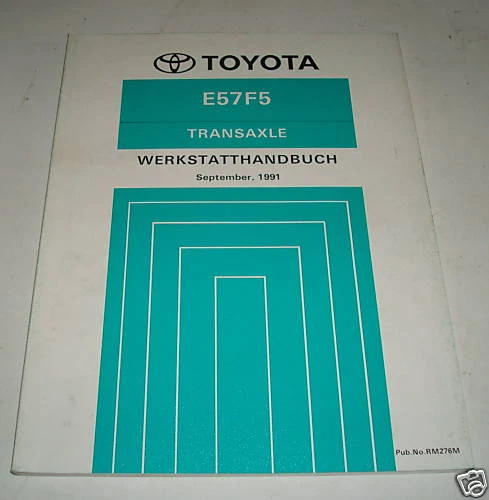 TOYOTA
E57F5
TRANSAXLE
WERKSTATTHANDBUCH
September, 1991
Pub.No.RM276M